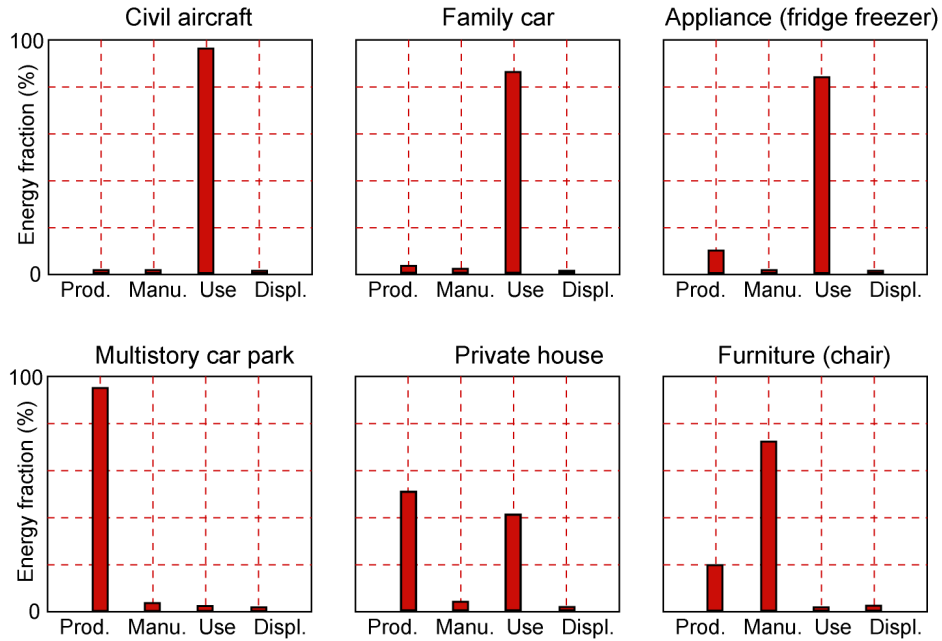 Civil aircraft
Family car
Appliance (fridge freezer)
100
Energy fraction (%)
0
Prod. Manu. Use Displ.
Prod. Manu. Use Displ.
Prod. Manu. Use Displ.
Multistory car park
Private house
Furniture (chair)
100
Energy fraction (%)
0
Prod. Manu. Use Displ.
Prod. Manu. Use Displ.
Prod. Manu. Use Displ.